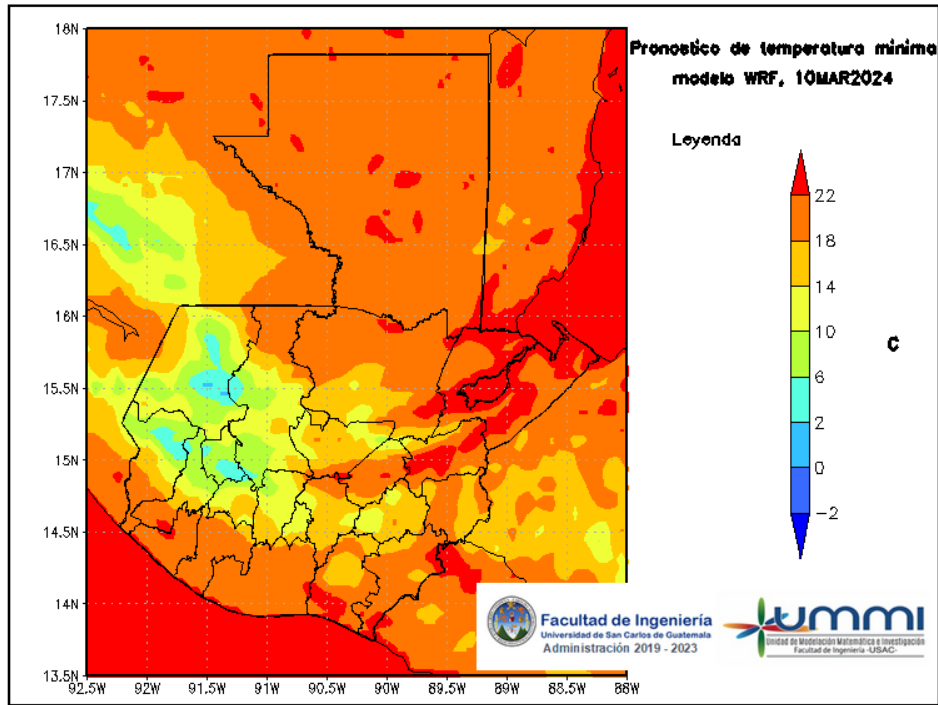 Pronostico de temperatura minima
modelo WRF, 10MAR2024
Leyenda
22
18
14
10
6
2
0
−2
C
18N
17.5N
17N
16.5N
16N
15.5N
15N
14.5N
14N
13.5N
92.5W
92W
91.5W
91W
90.5W
90W
89.5W
89W
88.5W
88W
Facultad de Ingeniería
Universidad de San Carlos de Guatemala
Administración 2019 - 2023
ummi
Unidad de Modelación Matemática e Investigación
Facultad de Ingeniería -USAC-